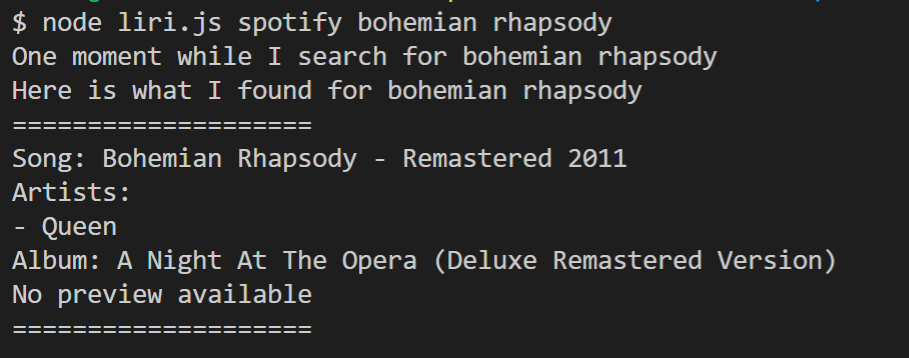 $ node liri.js spotify bohemian rhapsody
One moment while I search for bohemian rhapsody
Here is what I found for bohemian rhapsody
====================
Song: Bohemian Rhapsody - Remastered 2011
Artists:
- Queen
Album: A Night At The Opera (Deluxe Remastered Version)
No preview available
====================